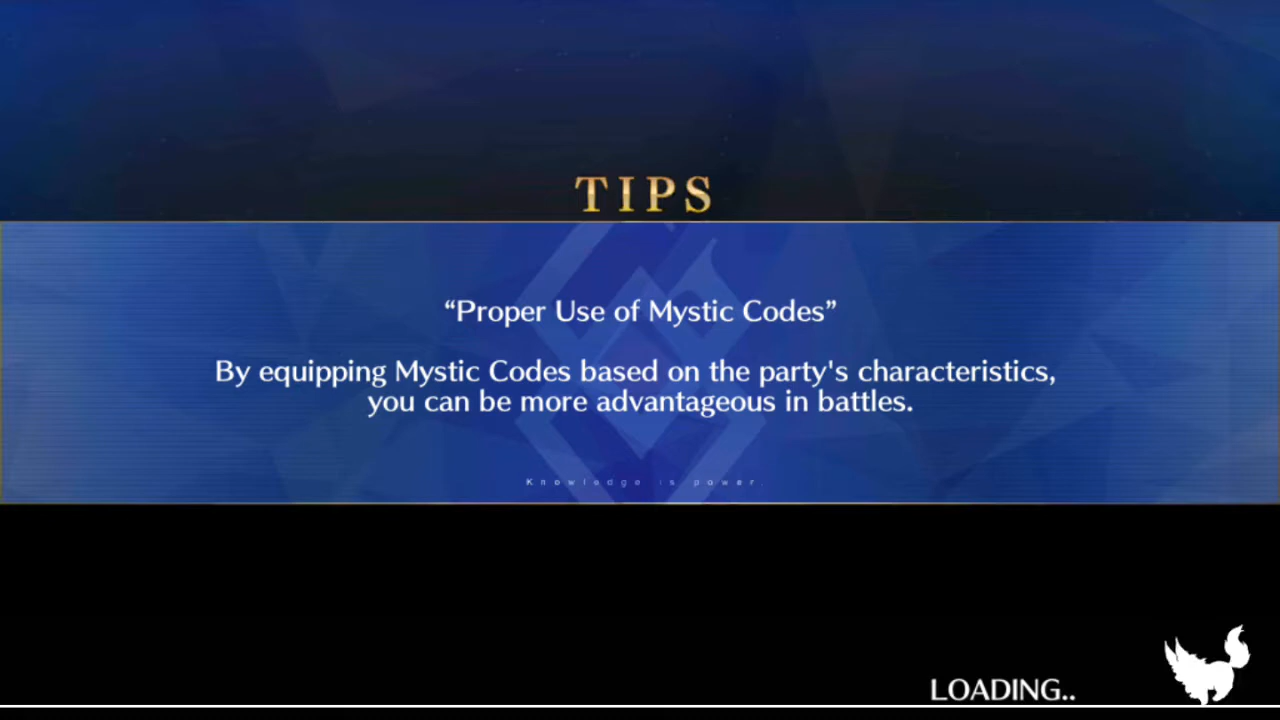 TIPS
“Proper Use of Mystic Codes”
By equipping Mystic Codes based on the party's characteristics,
you can be more advantageous in battles.
Knowledge is power.
LOADING..